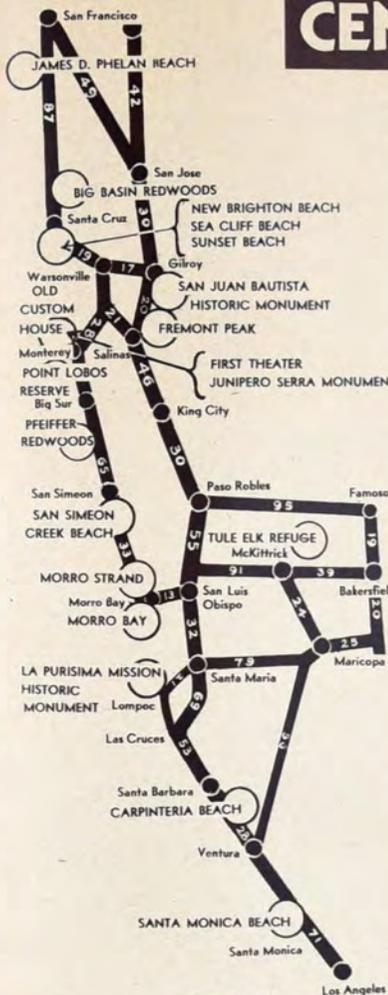 CEN
San Francisco
JAMES D. PHELAN BEACH
49
42
87
San Jose
BIG BASIN REDWOODS
30
Santa Cruz
NEW BRIGHTON BEACH
SEA CLIFF BEACH
SUNSET BEACH
19
17
Gilroy
Warsonville
SAN JUAN BAUTISTA
HISTORIC MONUMENT
OLD
CUSTOM
HOUSE
28
21
20
FREMONT PEAK
Monterey
Salinas
FIRST THEATER
JUNIPERO SERRA MONUMEN
POINT LOBOS
RESERVE
46
Big Sur
King City
PFEIFFER
REDWOODS
65
30
San Simeon
Paso Robles
95
Famoso
SAN SIMEON
CREEK BEACH
55
TULE ELK REFUGE
19
33
McKittrick
91
39
MORRO STRAND
Bakersfiel
Morro Bay
13
San Luis
Obispo
MORRO BAY
24
20
32
25
Maricopa
LA PURISIMA MISSION
HISTORIC
MONUMENT
79
Santa Maria
Lompoc
69
Las Cruces
53
Santa Barbara
CARPINTERIA BEACH
28
Ventura
SANTA MONICA BEACH
71
Santa Monica
Los Angeles